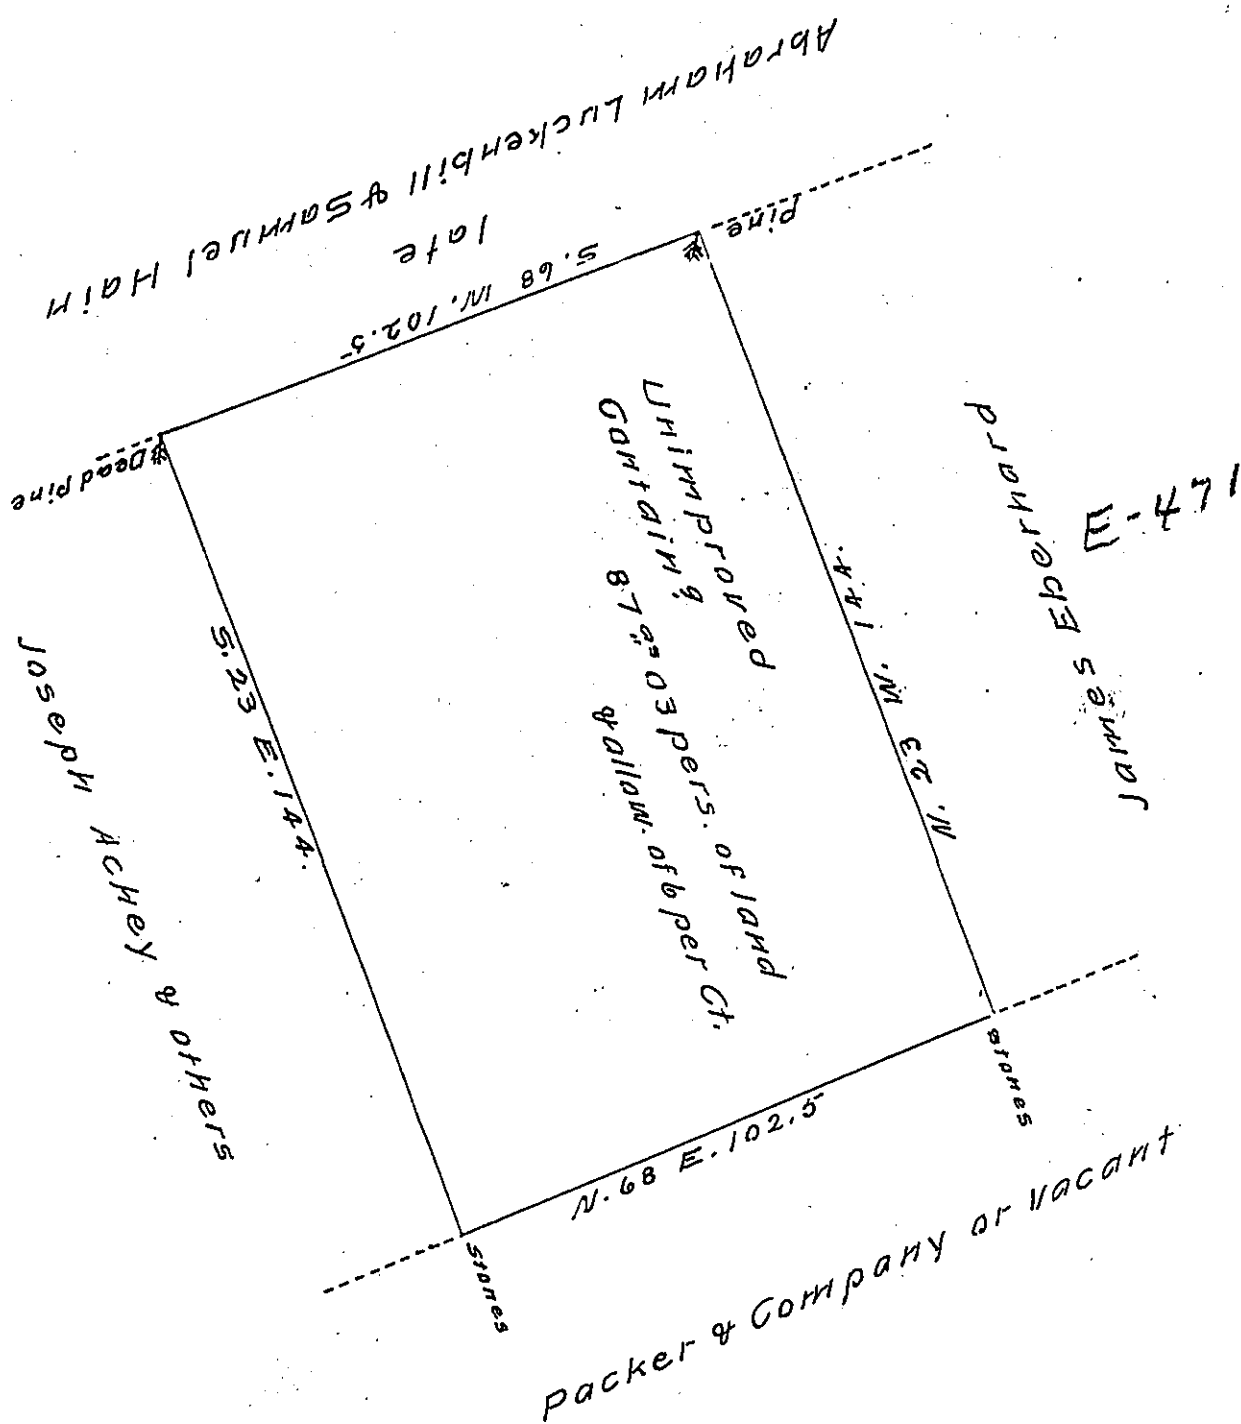 Abraham Luckenbill & Samuel Hain
late
S. 68 W. 102.5
Pine
Dead Pine
Unimproved
Containg
87 as 03 pers. of land
& allow. of 6 per Ct.
N. 23 W. 144.
James Eberhard
E-471
S. 23 E. 144.
Joseph Achey & others
N. 68 E. 102.5
Stones
Stones
Packer & Company or Vacant